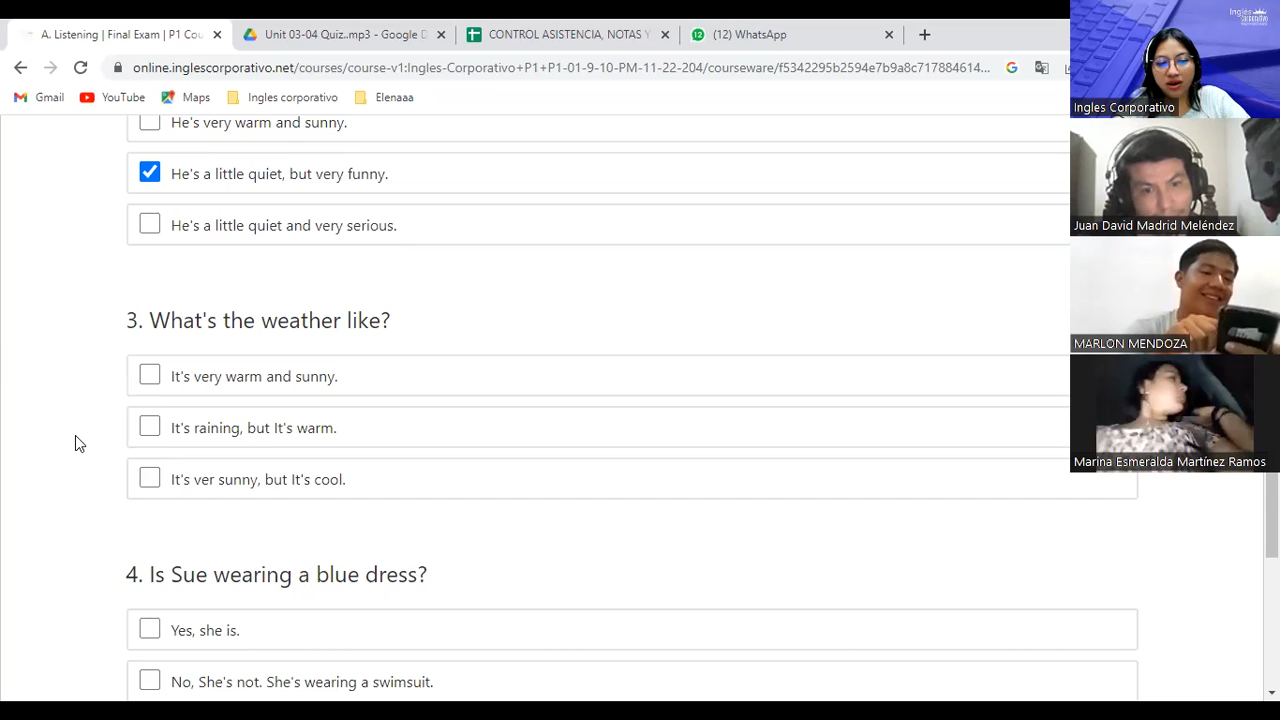 A. Listening | Final Exam | P1 Cou
Unit 03-04 Quiz..mp3 - Google D
CONTROL ASISTENCIA, NOTAS Y
12
(12) WhatsApp
online.inglescorporativo.net/courses/course-v1:Ingles-Corporativo+P1+P1-01-9-10-PM-11-22-204/courseware/f5342295b2594e7b9a8c717884614...
Gmail
YouTube
Maps
Ingles corporativo
Elenaaa
He's very warm and sunny.
He's a little quiet, but very funny.
He's a little quiet and very serious.
3. What's the weather like?
It's very warm and sunny.
It's raining, but It's warm.
It's ver sunny, but It's cool.
4. Is Sue wearing a blue dress?
Yes, she is.
No, She's not. She's wearing a swimsuit.
Ingles
Ingles Corporativo
Juan David Madrid Meléndez
MARLON MENDOZA
Marina Esmeralda Martínez Ramos